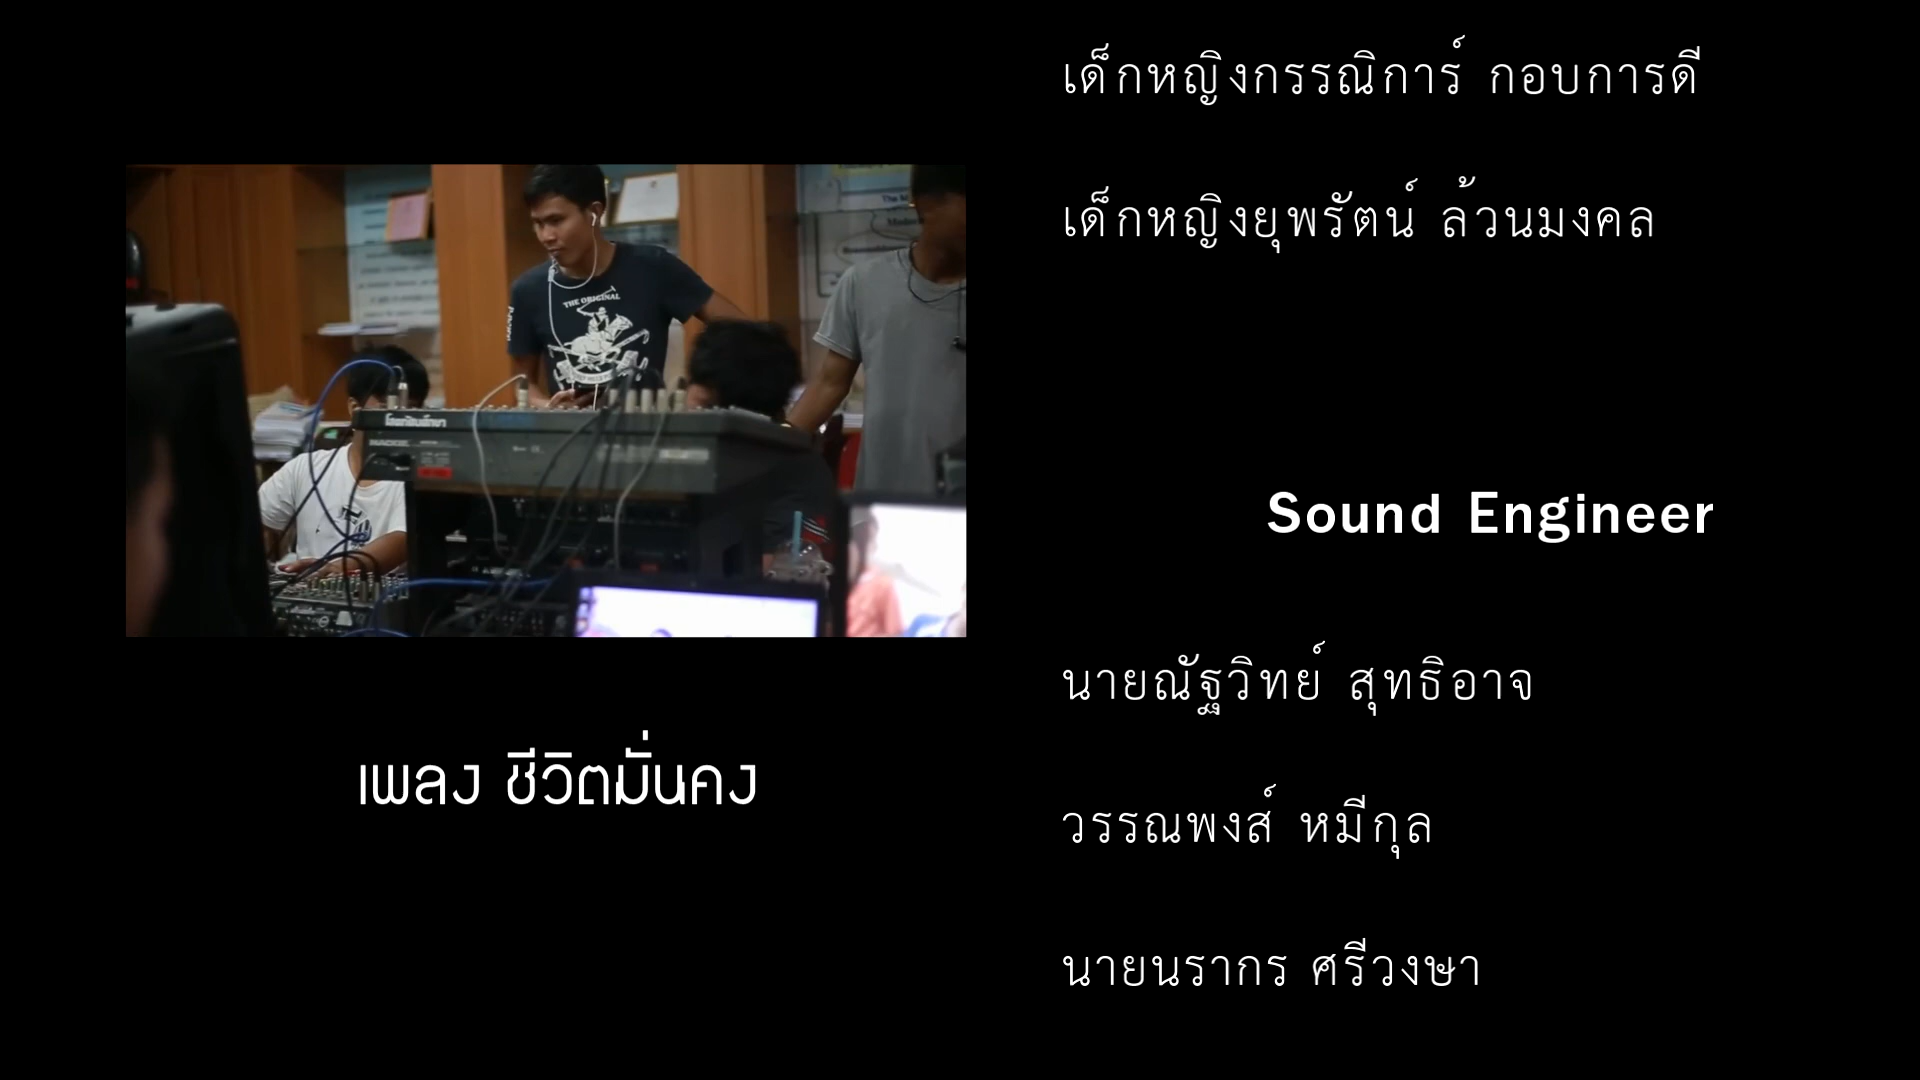 เด็กหญิงกรรณิการ์ กอบการดี
เด็กหญิงยุพรัตน์ ล้วนมงคล
THE ORIGINAL
MACKIE
Sound Engineer
นายณัฐวิทย์ สุทธิอาจ
วรรณพงส์ หมีกุล
นายนรากร ศรีวงษา
เพลง ชีวิตมั่นคง